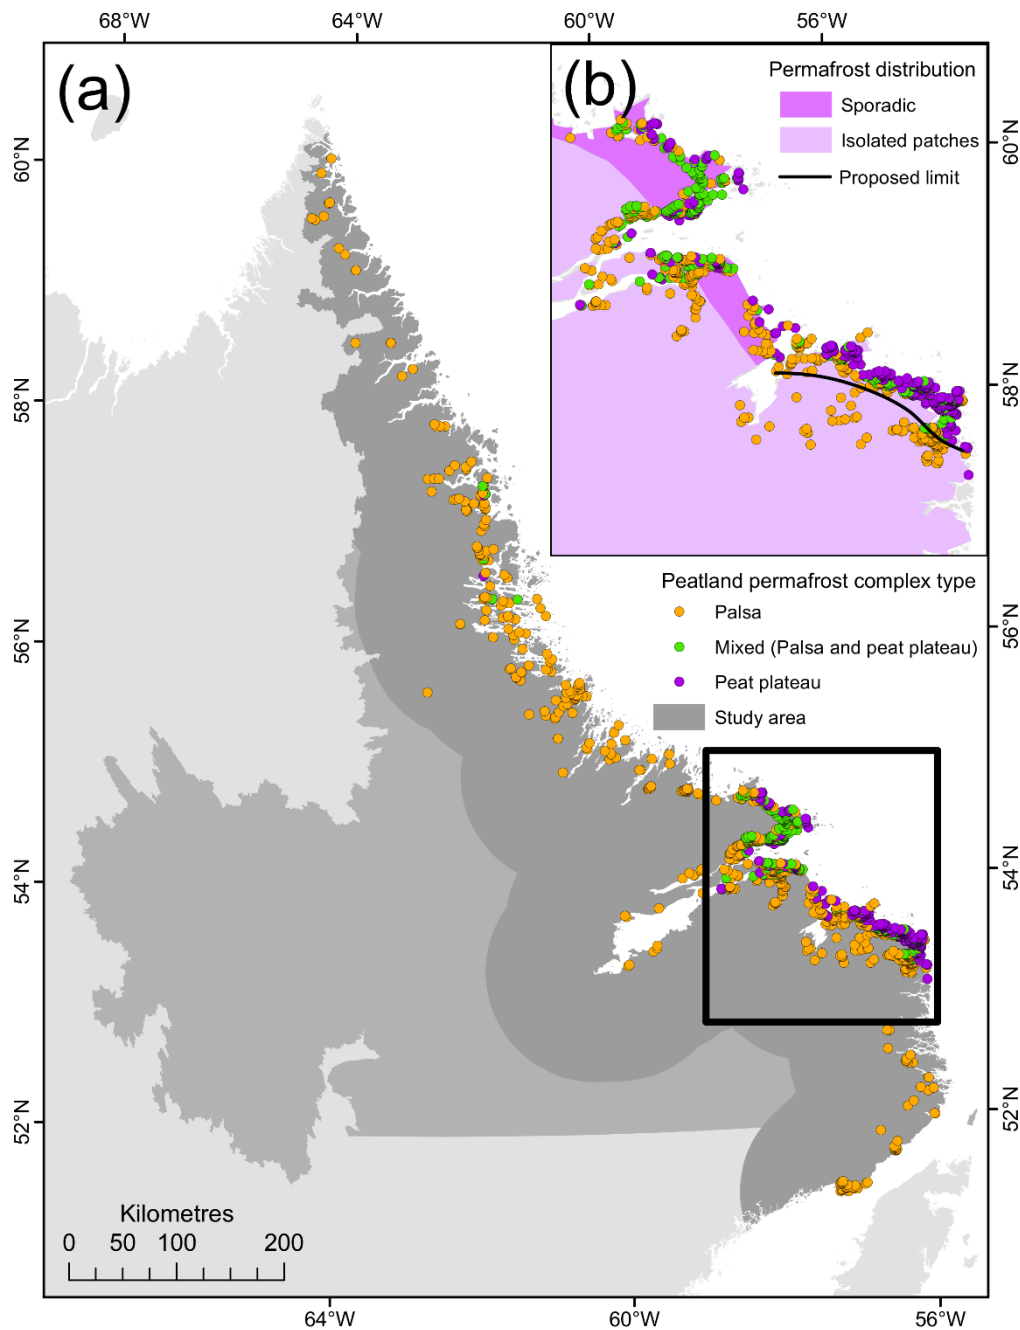 68°W 64°W 60°W 56°W
(a)
(b)
Permafrost distribution
Sporadic
Isolated patches
Proposed limit
60°N
60°N
58°N
58°N
56°N
56°N
54°N
54°N
52°N
52°N
Peatland permafrost complex type
Palsa
Mixed (Palsa and peat plateau)
Peat plateau
Study area
Kilometres
0 50 100 200
64°W 60°W 56°W